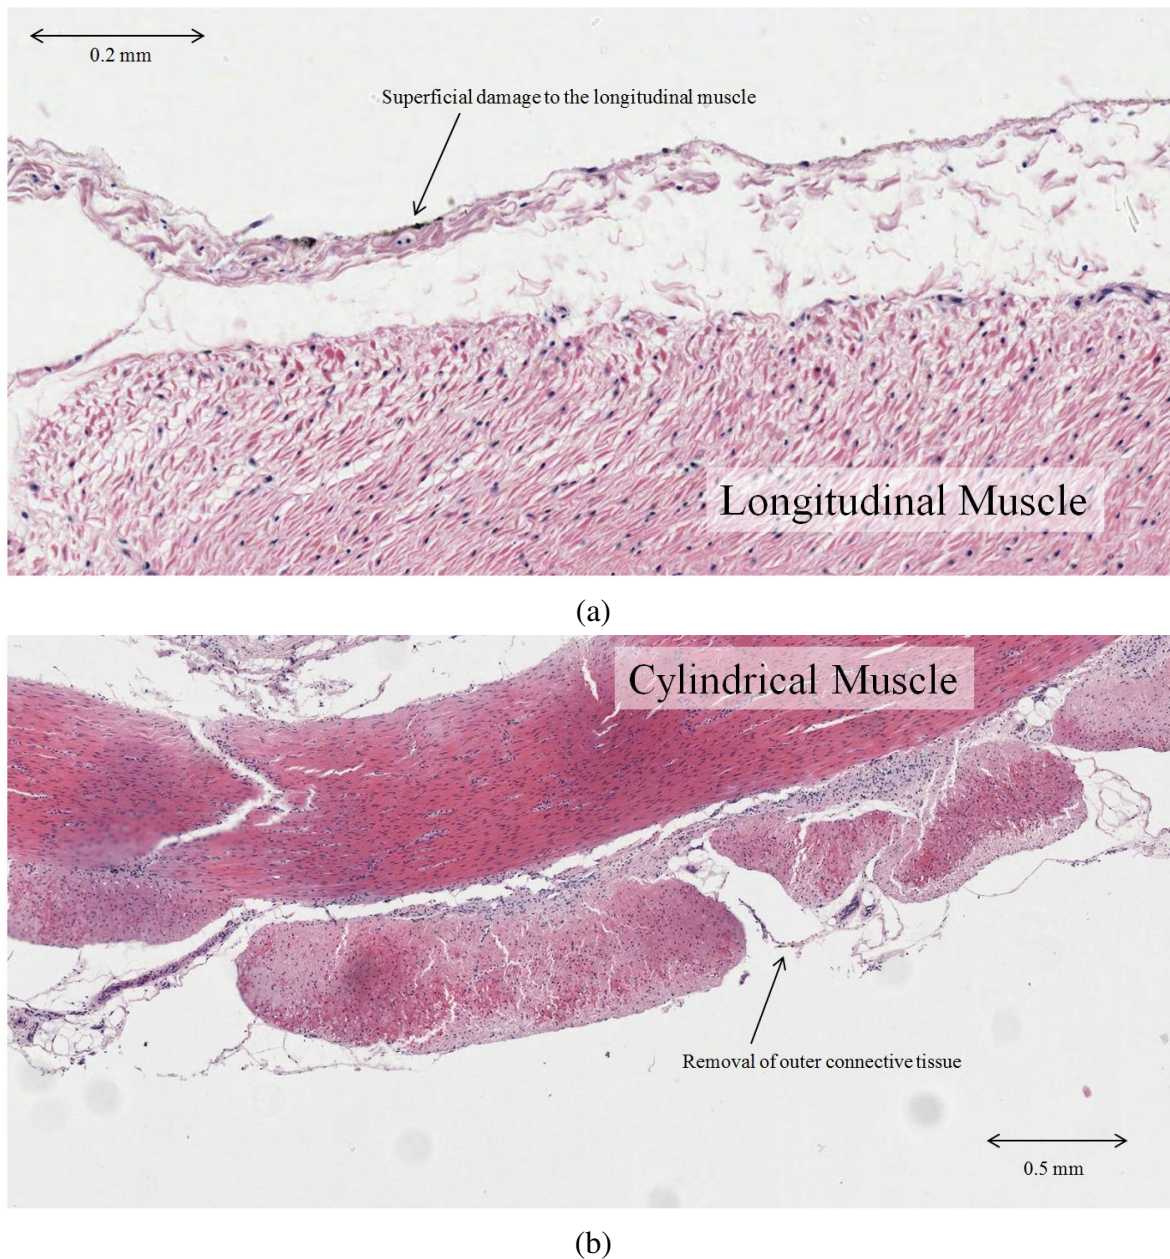 0.2 mm
Superficial damage to the longitudinal muscle
Longitudinal Muscle
(a)
Cylindrical Muscle
Removal of outer connective tissue
0.5 mm
(b)